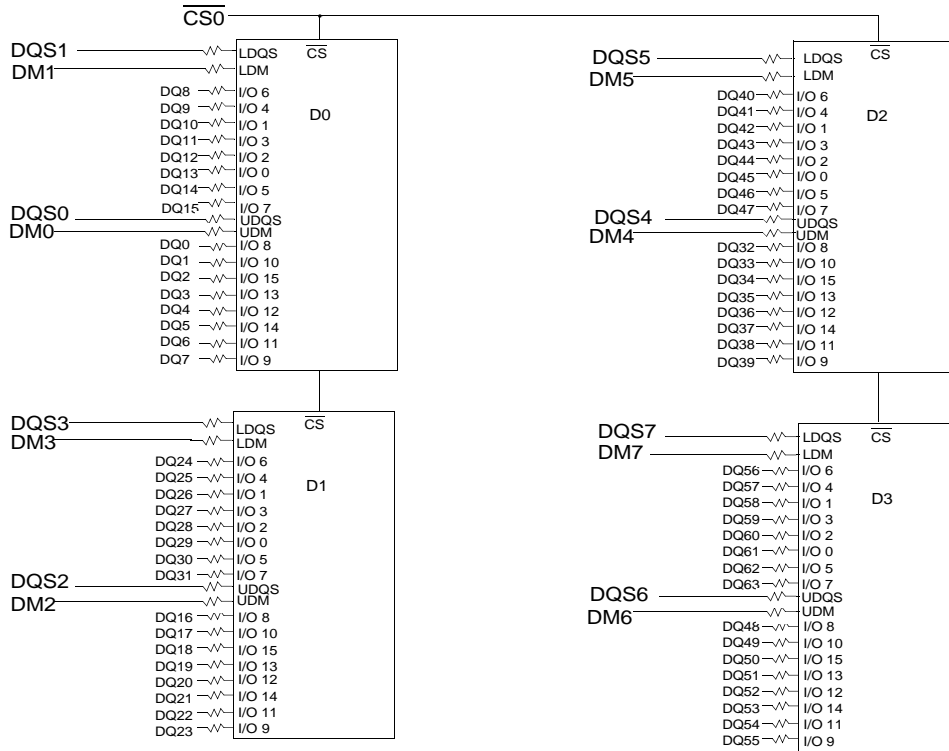 CS0
DQS1 LDQS CS
DM1 LDM
DQ8 I/O 6
DQ9 I/O 4
D0
DQ10 I/O 1
DQ11 I/O 3
DQ12 I/O 2
DQ13 I/O 0
DQ14 I/O 5
DQ15 I/O 7
DQS0 UDQS
DM0 UDM
DQ0 I/O 8
DQ1 I/O 10
DQ2 I/O 15
DQ3 I/O 13
DQ4 I/O 12
DQ5 I/O 14
DQ6 I/O 11
DQ7 I/O 9
DQS3 LDQS CS
DM3 LDM
DQ24 I/O 6
DQ25 I/O 4
D1
DQ26 I/O 1
DQ27 I/O 3
DQ28 I/O 2
DQ29 I/O 0
DQ30 I/O 5
DQ31 I/O 7
DQS2 UDQS
DM2 UDM
DQ16 I/O 8
DQ17 I/O 10
DQ18 I/O 15
DQ19 I/O 13
DQ20 I/O 12
DQ21 I/O 14
DQ22 I/O 11
DQ23 I/O 9
DQS5 LDQS CS
DM5 LDM
DQ40 I/O 6
DQ41 I/O 4
D2
DQ42 I/O 1
DQ43 I/O 3
DQ44 I/O 2
DQ45 I/O 0
DQ46 I/O 5
DQ47 I/O 7
DQS4 UDQS
DM4 UDM
DQ32 I/O 8
DQ33 I/O 10
DQ34 I/O 15
DQ35 I/O 13
DQ36 I/O 12
DQ37 I/O 14
DQ38 I/O 11
DQ39 I/O 9
DQS7 LDQS CS
DM7 LDM
DQ56 I/O 6
DQ57 I/O 4
D3
DQ58 I/O 1
DQ59 I/O 3
DQ60 I/O 2
DQ61 I/O 0
DQ62 I/O 5
DQ63 I/O 7
DQS6 UDQS
DM6 UDM
DQ48 I/O 8
DQ49 I/O 10
DQ50 I/O 15
DQ51 I/O 13
DQ52 I/O 12
DQ53 I/O 14
DQ54 I/O 11
DQ55 I/O 9